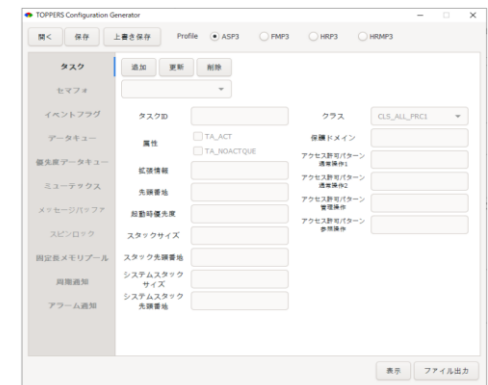 TOPPERS Configuration Generator
開く 保存 上書き保存 Profile ASP3 FMP3 HRP3 HRMP3
タスク
セマフォ
イベントフラグ
データキュー
優先度データキュー
ミューテックス
メッセージバッファ
スピンロック
固定長メモリプール
周期通知
アラーム通知
追加 更新 削除
タスクID
属性
TA_ACT
TA_NOACTQUE
拡張情報
先頭番地
起動時優先度
スタックサイズ
スタック先頭番地
システムスタック
サイズ
システムスタック
先頭番地
クラス CLS_ALL_PRC1
保護ドメイン
アクセス許可パターン
通常操作1
アクセス許可パターン
通常操作2
アクセス許可パターン
管理操作
アクセス許可パターン
参照操作
表示 ファイル出力